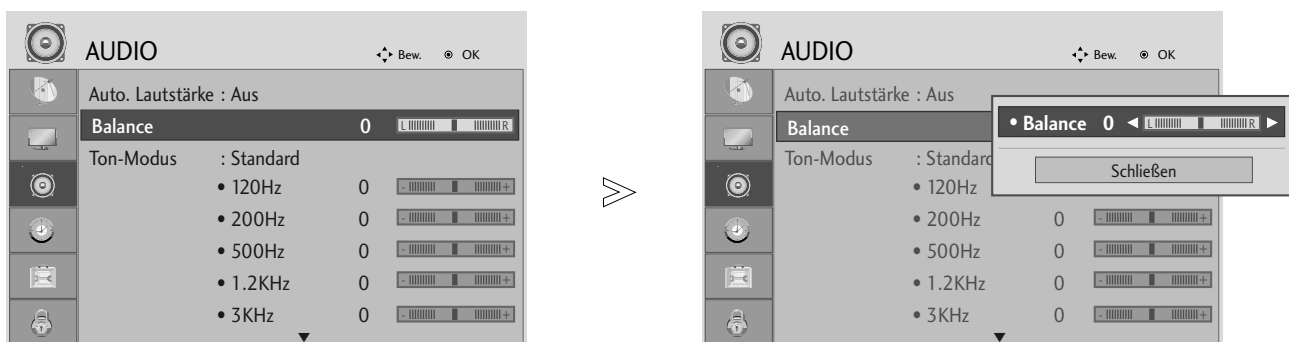 AUDIO Bew. OK
Auto. Lautstärke : Aus
Balance 0 L R
Ton-Modus : Standard
• 120Hz 0 - +
• 200Hz 0 - +
• 500Hz 0 - +
• 1.2KHz 0 - +
• 3KHz 0 - +
AUDIO Bew. OK
Auto. Lautstärke : Aus
Balance
• Balance 0 L R
Schließen
Ton-Modus : Standard
• 120Hz
• 200Hz 0 - +
• 500Hz 0 - +
• 1.2KHz 0 - +
• 3KHz 0 - +